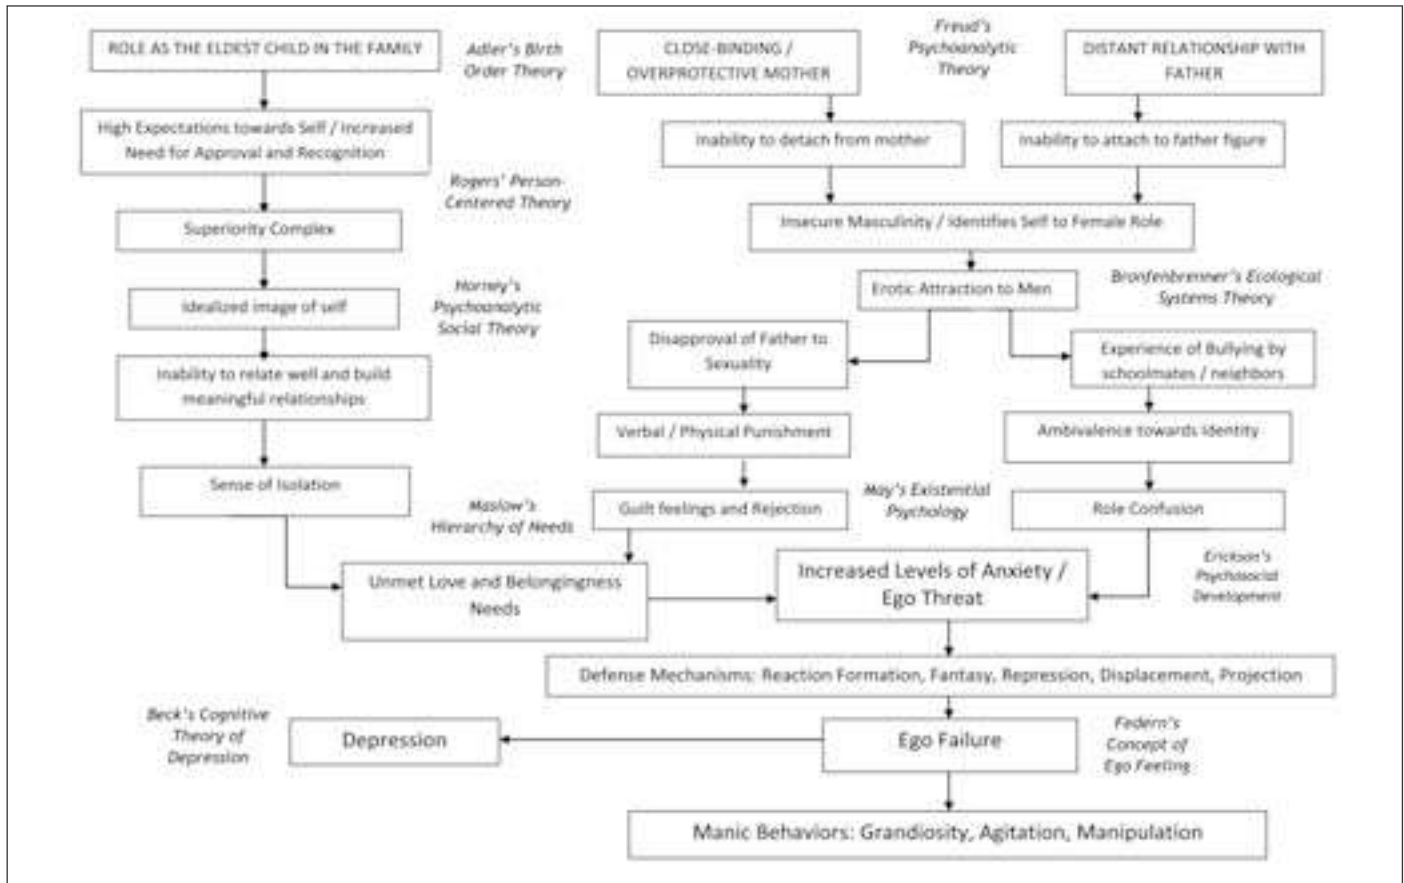 ROLE AS THE ELDEST CHILD IN THE FAMILY
Adler's Birth
Order Theory
CLOSE-BINDING /
OVERPROTECTIVE MOTHER
Freud's
Psychoanalytic
Theory
DISTANT RELATIONSHIP WITH
FATHER
High Expectations towards Self / Increased
Need for Approval and Recognition
Inability to detach from mother
Inability to attach to father figure
Rogers' Person-
Centered Theory
Superiority Complex
Insecure Masculinity / Identifies Self to Female Role
Idealized image of self
Horney's
Psychoanalytic
Social Theory
Erotic Attraction to Men
Bronfenbrenner's Ecological
Systems Theory
Disapproval of Father to
Sexuality
Experience of Bullying by
schoolmates / neighbors
Inability to relate well and build
meaningful relationships
Verbal / Physical Punishment
Ambivalence towards Identity
Sense of Isolation
Maslow's
Hierarchy of Needs
Guilt feelings and Rejection
May's Existential
Psychology
Role Confusion
Unmet Love and Belongingness
Needs
Increased Levels of Anxiety /
Ego Threat
Erickson's
Psychosocial
Development
Defense Mechanisms: Reaction Formation, Fantasy, Repression, Displacement, Projection
Beck's Cognitive
Theory of
Depression
Depression
Ego Failure
Federn's
Concept of
Ego Feeling
Manic Behaviors: Grandiosity, Agitation, Manipulation